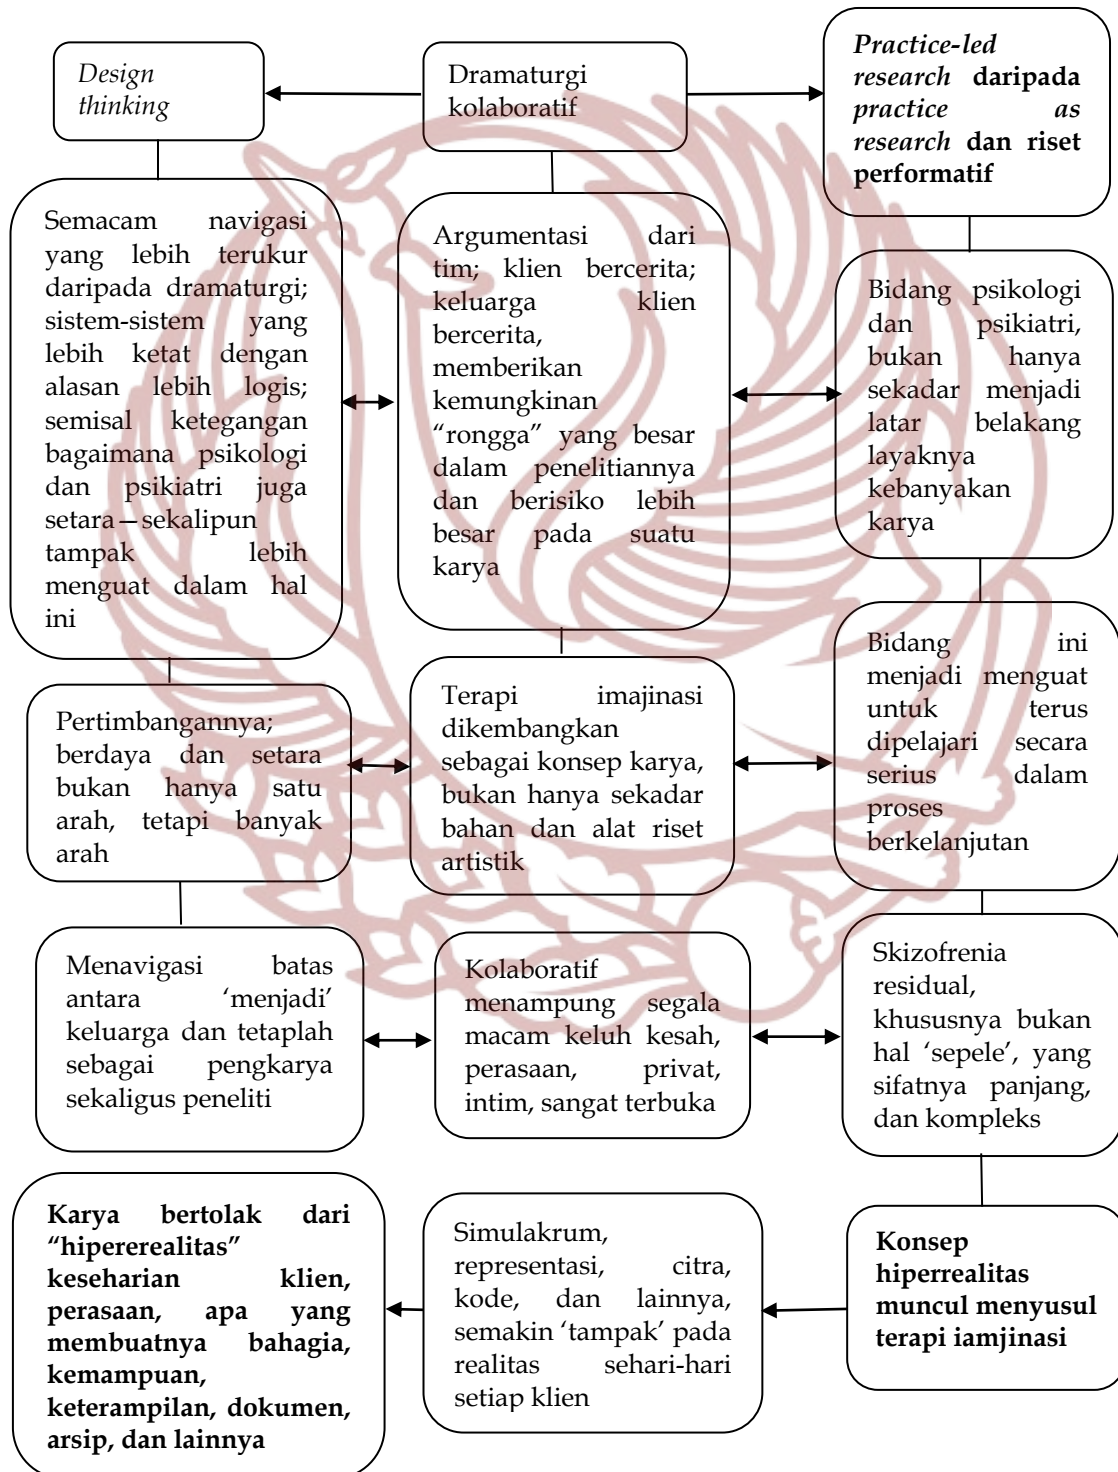 Design
thinking
Dramaturgi
kolaboratif
Practice-led
research daripada
practice as
research dan riset
performatif
Semacam navigasi
yang lebih terukur
daripada dramaturgi;
sistem-sistem yang
lebih ketat dengan
alasan lebih logis;
semisal ketegangan
bagaimana psikologi
dan psikiatri juga
setara—sekalipun
tampak lebih
menguat dalam hal
ini
Argumentasi dari
tim; klien bercerita;
keluarga klien
bercerita,
memberikan
kemungkinan
“rongga” yang besar
dalam penelitiannya
dan berisiko lebih
besar pada suatu
karya
Bidang psikologi
dan psikiatri,
bukan hanya
sekadar menjadi
latar belakang
layaknya
kebanyakan
karya
Pertimbangannya;
berdaya dan setara
bukan hanya satu
arah, tetapi banyak
arah
Terapi imajinasi
dikembangkan
sebagai konsep karya,
bukan hanya sekadar
bahan dan alat riset
artistik
Bidang ini
menjadi menguat
untuk terus
dipelajari secara
serius dalam
proses
berkelanjutan
Menavigasi batas
antara ‘menjadi’
keluarga dan tetaplah
sebagai pengkarya
sekaligus peneliti
Kolaboratif
menampung segala
macam keluh kesah,
perasaan, privat,
intim, sangat terbuka
Skizofrenia
residual,
khususnya bukan
hal ‘sepele’, yang
sifatnya panjang,
dan kompleks
Karya bertolak dari
“hipererealitas”
keseharian klien,
perasaan, apa yang
membuatnya bahagia,
kemampuan,
keterampilan, dokumen,
arsip, dan lainnya
Simulakrum,
representasi, citra,
kode, dan lainnya,
semakin ‘tampak’ pada
realitas sehari-hari
setiap klien
Konsep
hiperrealitas
muncul menyusul
terapi iamjinasi